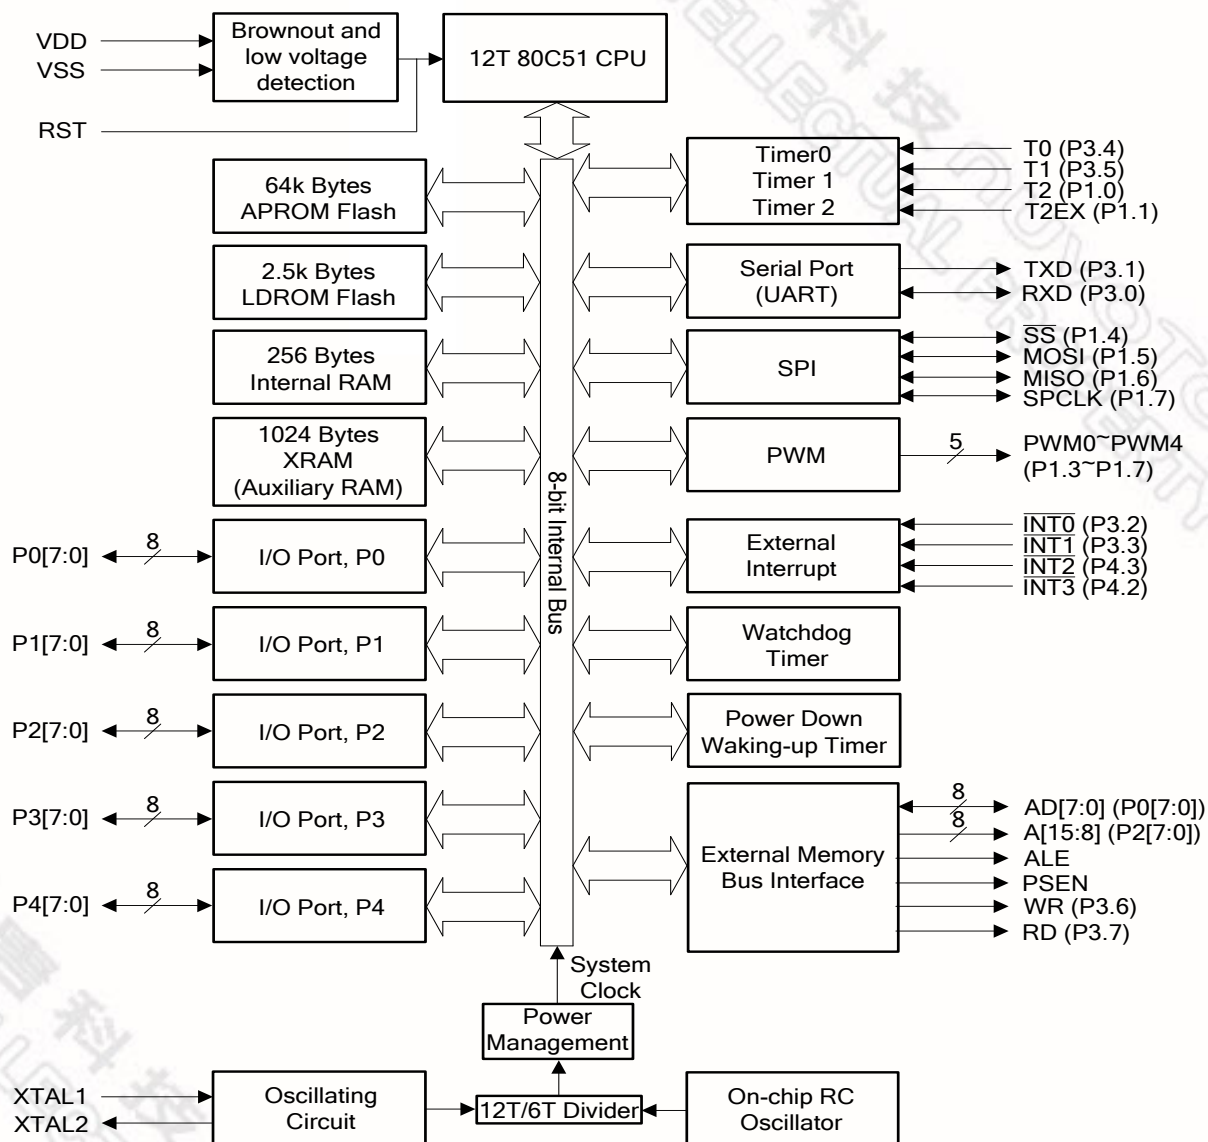 VDD
VSS
RST
Brownout and
low voltage
detection
12T 80C51 CPU
64k Bytes
APROM Flash
2.5k Bytes
LDROM Flash
256 Bytes
Internal RAM
1024 Bytes
XRAM
(Auxiliary RAM)
P0[7:0]
8
I/O Port, P0
P1[7:0]
8
I/O Port, P1
P2[7:0]
8
I/O Port, P2
P3[7:0]
8
I/O Port, P3
P4[7:0]
8
I/O Port, P4
8-bit Internal Bus
Timer0
Timer 1
Timer 2
T0 (P3.4)
T1 (P3.5)
T2 (P1.0)
T2EX (P1.1)
Serial Port
(UART)
TXD (P3.1)
RXD (P3.0)
SPI
SS (P1.4)
MOSI (P1.5)
MISO (P1.6)
SPCLK (P1.7)
PWM
5
PWM0~PWM4
(P1.3~P1.7)
External
Interrupt
INT0 (P3.2)
INT1 (P3.3)
INT2 (P4.3)
INT3 (P4.2)
Watchdog
Timer
Power Down
Waking-up Timer
External Memory
Bus Interface
8
AD[7:0] (P0[7:0])
8
A[15:8] (P2[7:0])
ALE
PSEN
WR (P3.6)
RD (P3.7)
System
Clock
Power
Management
XTAL1
XTAL2
Oscillating
Circuit
12T/6T Divider
On-chip RC
Oscillator